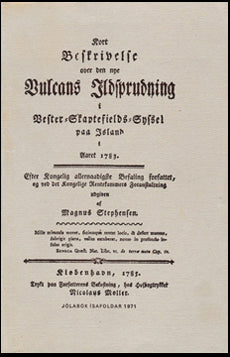 Kort
Beskrivelse
over den nye
Vulcans Ildsprudning
i
Vester-Skaptefields-Syssel
paa Island
i
Aaret 1783.
Efter Kongelig allernaadigste Befaling forfattet,
og ved det Kongelige Rentekammers Foranstaltning
udgiven
af
Magnus Stephensen.
Kiøbenhavn, 1785.
Trykt paa Forfatterens Bekostning, hos Hofbogtrykker
Nicolaus Møller.
JÓLABÓK ÍSAFOLDAR 1971